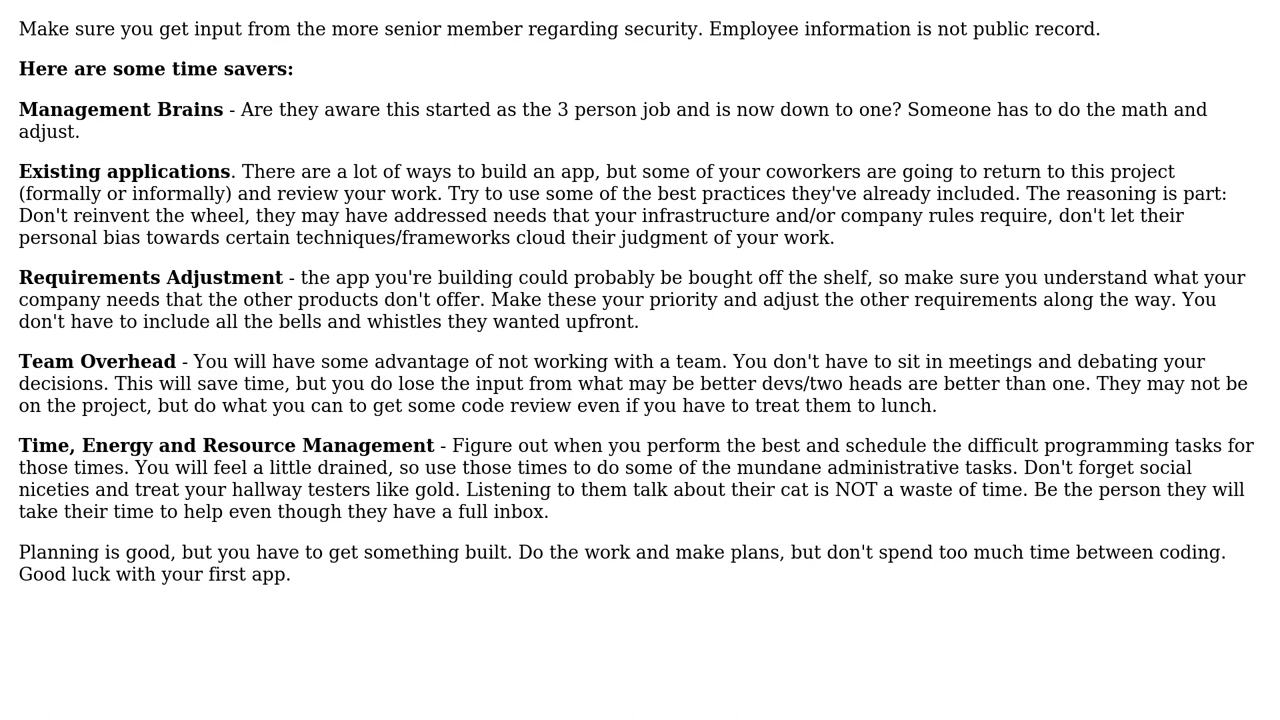 Make sure you get input from the more senior member regarding security. Employee information is not public record.
Here are some time savers:
Management Brains - Are they aware this started as the 3 person job and is now down to one? Someone has to do the math and
adjust.
Existing applications. There are a lot of ways to build an app, but some of your coworkers are going to return to this project
(formally or informally) and review your work. Try to use some of the best practices they've already included. The reasoning is part:
Don't reinvent the wheel, they may have addressed needs that your infrastructure and/or company rules require, don't let their
personal bias towards certain techniques/frameworks cloud their judgment of your work.
Requirements Adjustment - the app you're building could probably be bought off the shelf, so make sure you understand what your
company needs that the other products don't offer. Make these your priority and adjust the other requirements along the way. You
don't have to include all the bells and whistles they wanted upfront.
Team Overhead - You will have some advantage of not working with a team. You don't have to sit in meetings and debating your
decisions. This will save time, but you do lose the input from what may be better devs/two heads are better than one. They may not be
on the project, but do what you can to get some code review even if you have to treat them to lunch.
Time, Energy and Resource Management - Figure out when you perform the best and schedule the difficult programming tasks for
those times. You will feel a little drained, so use those times to do some of the mundane administrative tasks. Don't forget social
niceties and treat your hallway testers like gold. Listening to them talk about their cat is NOT a waste of time. Be the person they will
take their time to help even though they have a full inbox.
Planning is good, but you have to get something built. Do the work and make plans, but don't spend too much time between coding.
Good luck with your first app.